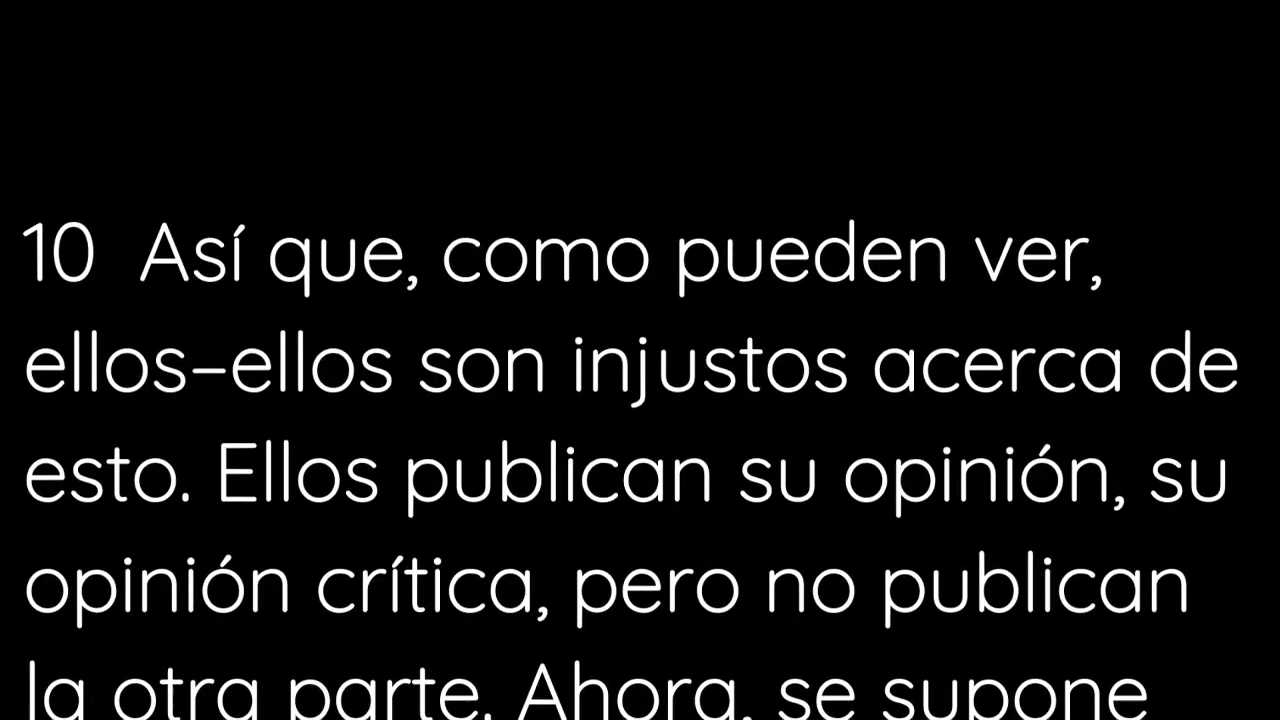 10  Así que, como pueden ver,
ellos–ellos son injustos acerca de
esto. Ellos publican su opinión, su
opinión crítica, pero no publican
la otra parte. Ahora, se supone